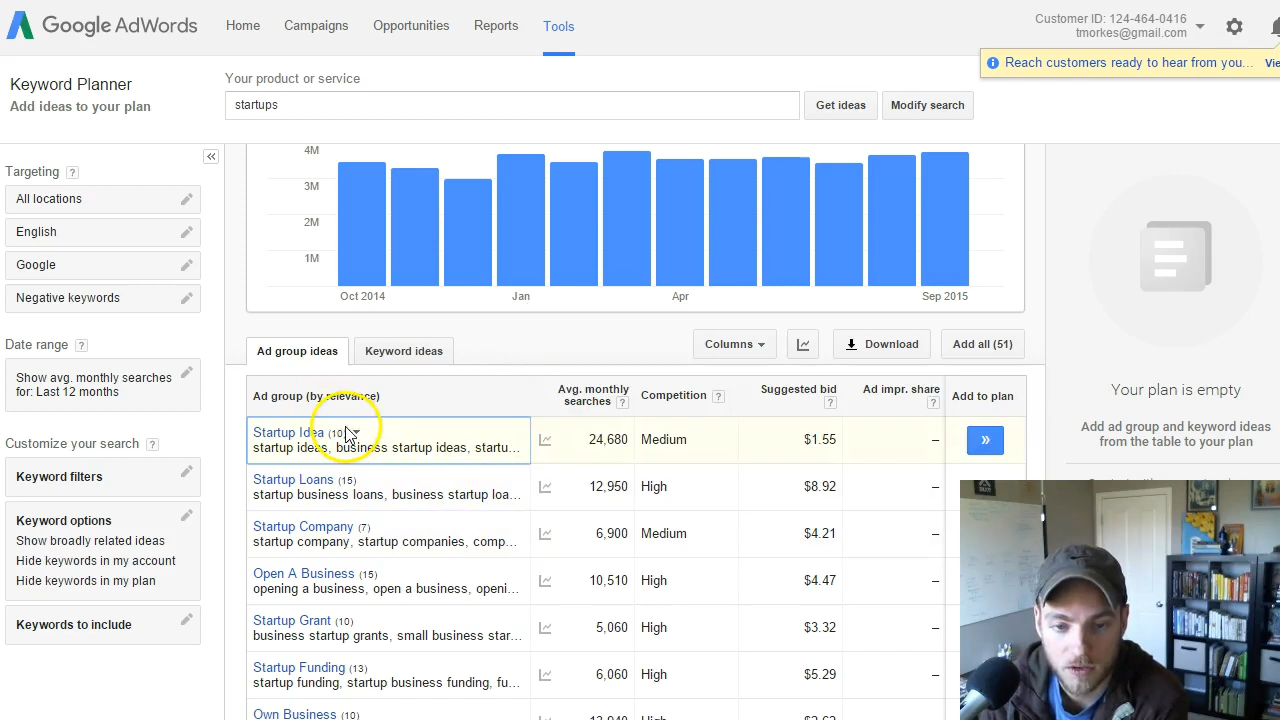 Google AdWords
Home
Campaigns
Opportunities
Reports
Tools
Customer ID: 124-464-0416
tmorkes@gmail.com
Reach customers ready to hear from you...
Keyword Planner
Add ideas to your plan
Your product or service
startups
Get ideas
Modify search
Targeting ?
All locations
English
Google
Negative keywords
Date range ?
Show avg. monthly searches
for: Last 12 months
Customize your search ?
Keyword filters
Keyword options
Show broadly related ideas
Hide keywords in my account
Hide keywords in my plan
Keywords to include
4M
3M
2M
1M
Oct 2014
Jan
Apr
Sep 2015
Ad group ideas
Keyword ideas
Columns
Download
Add all (51)
Ad group (by relevance)
Avg. monthly
searches ?
Competition ?
Suggested bid
?
Ad impr. share
?
Add to plan
Startup Idea (10)
startup ideas, business startup ideas, startu...
24,680
Medium
$1.55
–
»
Startup Loans (15)
startup business loans, business startup loa...
12,950
High
$8.92
–
Startup Company (7)
startup company, startup companies, comp...
6,900
Medium
$4.21
–
Open A Business (15)
opening a business, open a business, openi...
10,510
High
$4.47
–
Startup Grant (10)
business startup grants, small business star...
5,060
High
$3.32
–
Startup Funding (13)
startup funding, startup business funding, fu...
6,060
High
$5.29
–
Own Business (10)
Your plan is empty
Add ad group and keyword ideas
from the table to your plan